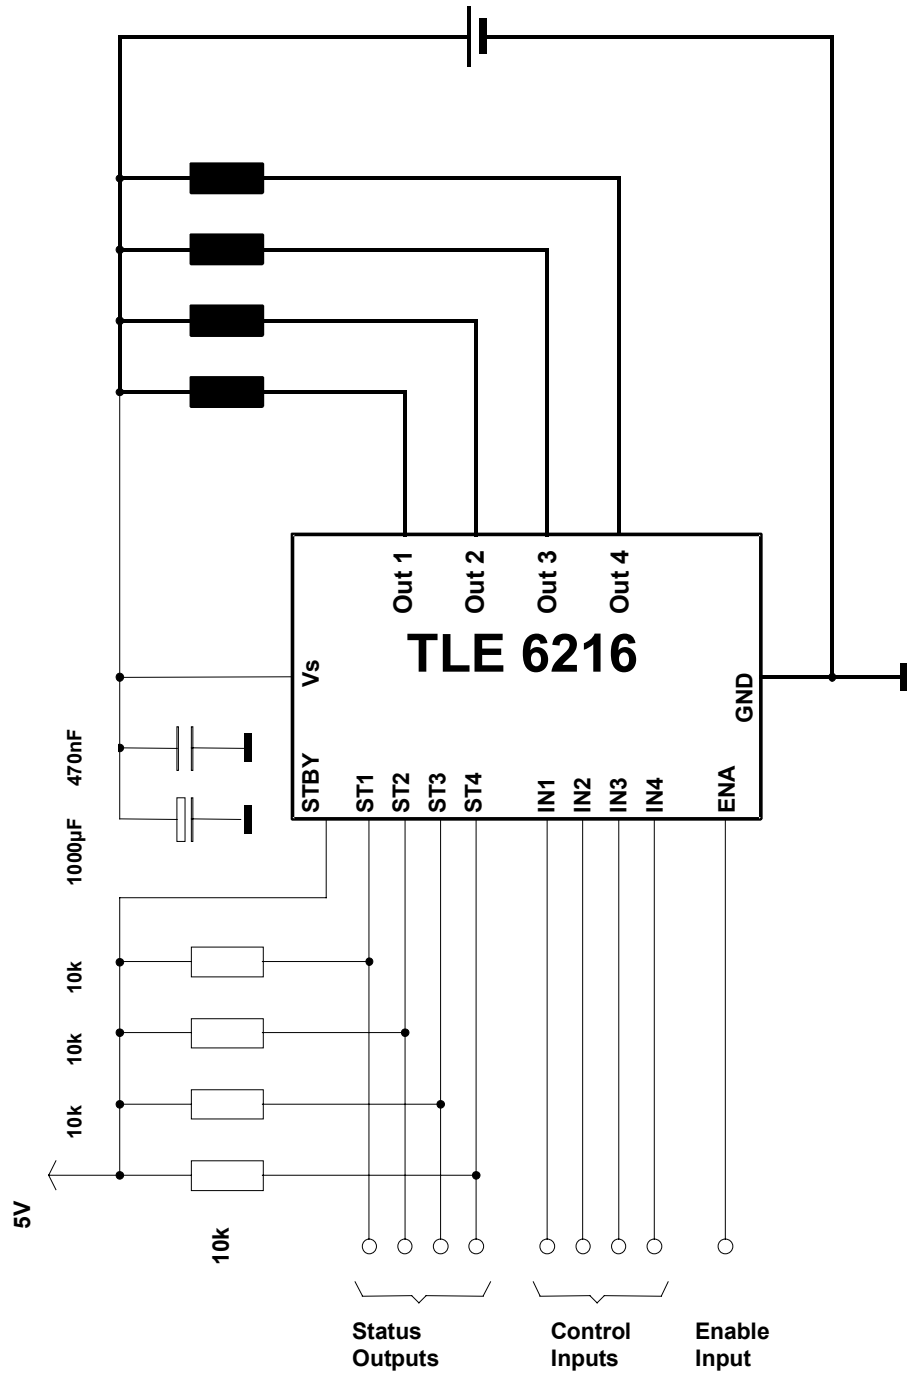 Out 1
Out 2
Out 3
Out 4
TLE 6216
Vs
GND
470nF
1000µF
STBY
ST1
ST2
ST3
ST4
IN1
IN2
IN3
IN4
ENA
10k
10k
10k
10k
5V
Status
Outputs
Control
Inputs
Enable
Input